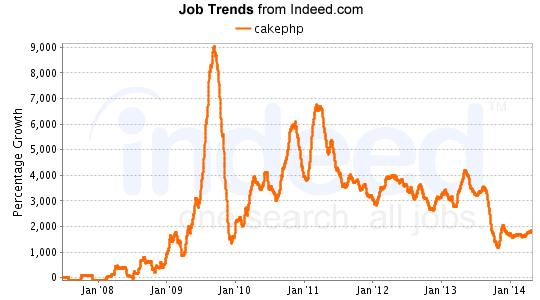 Job Trends from Indeed.com
cakephp
Percentage Growth
9,000
8,000
7,000
6,000
5,000
4,000
3,000
2,000
1,000
0
indeed™
one search. all jobs.
Jan '08 Jan '09 Jan '10 Jan '11 Jan '12 Jan '13 Jan '14